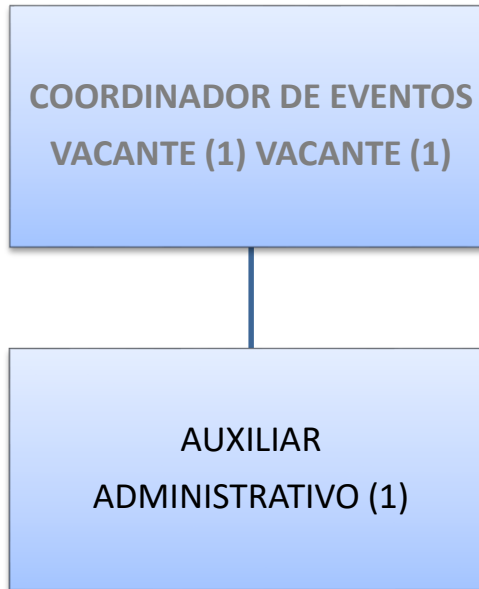 COORDINADOR DE EVENTOS
VACANTE (1) VACANTE (1)
AUXILIAR
ADMINISTRATIVO (1)